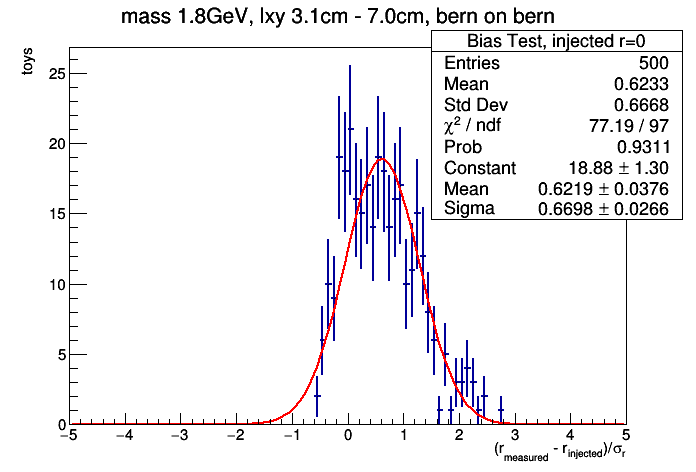 mass 1.8GeV, lxy 3.1cm - 7.0cm, bern on bern
Bias Test, injected r=0
Entries 500
Mean 0.6233
Std Dev 0.6668
χ² / ndf 77.19 / 97
Prob 0.9311
Constant 18.88 ± 1.30
Mean 0.6219 ± 0.0376
Sigma 0.6698 ± 0.0266
toys
25
20
15
10
5
0
−5 −4 −3 −2 −1 0 1 2 3 4 5
(r_measured - r_injected)/σ_r